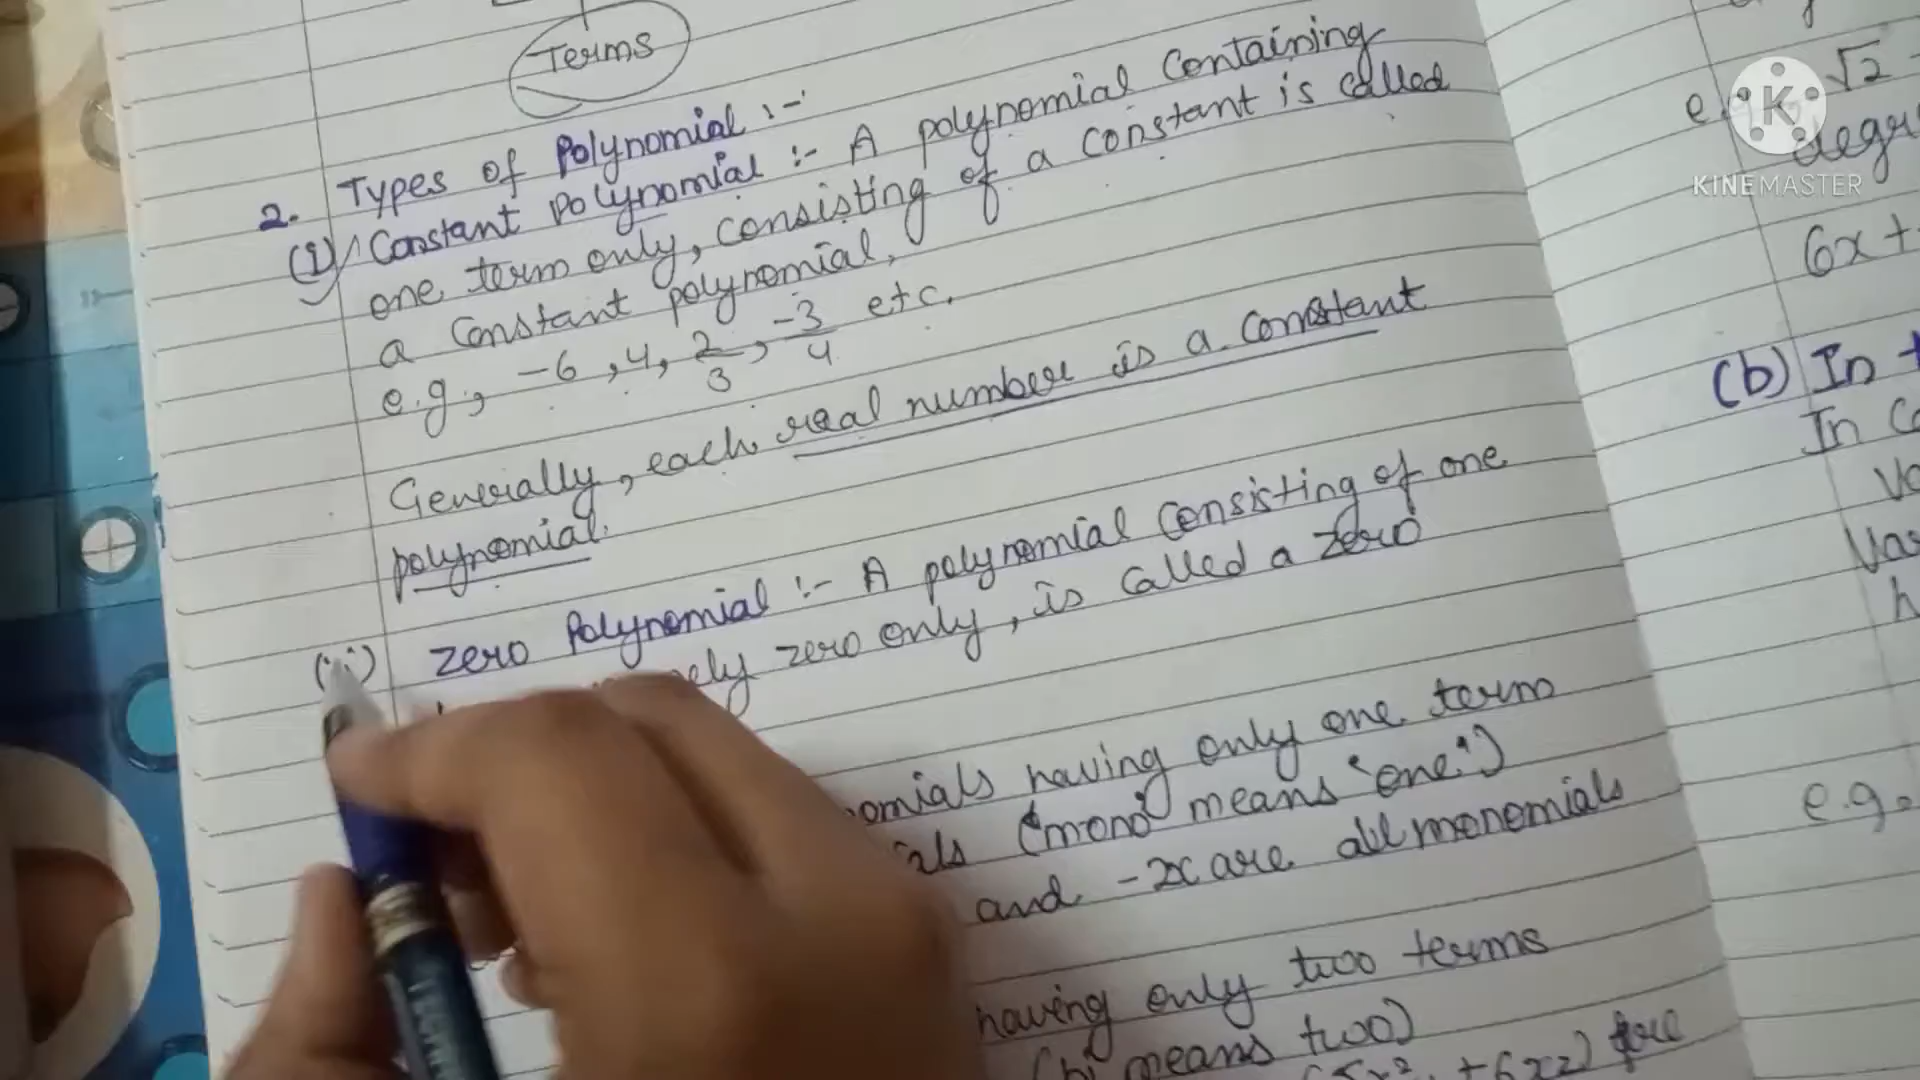 Terms
2. Types of Polynomial :-
(i) Constant Polynomial :- A polynomial containing
one term only, consisting of a constant is called
a constant polynomial.
e.g., -6, 4, 2/3, -3/4 etc.
Generally, each real number is a constant
polynomial.
(ii) zero Polynomial :- A polynomial consisting of one
zero only, is called a zero
having only one term
('mono' means 'one')
and -x are all monomials
having only two terms
means two)
e.g. √2
KINEMASTER
6x +
(b) In
In
e.g.